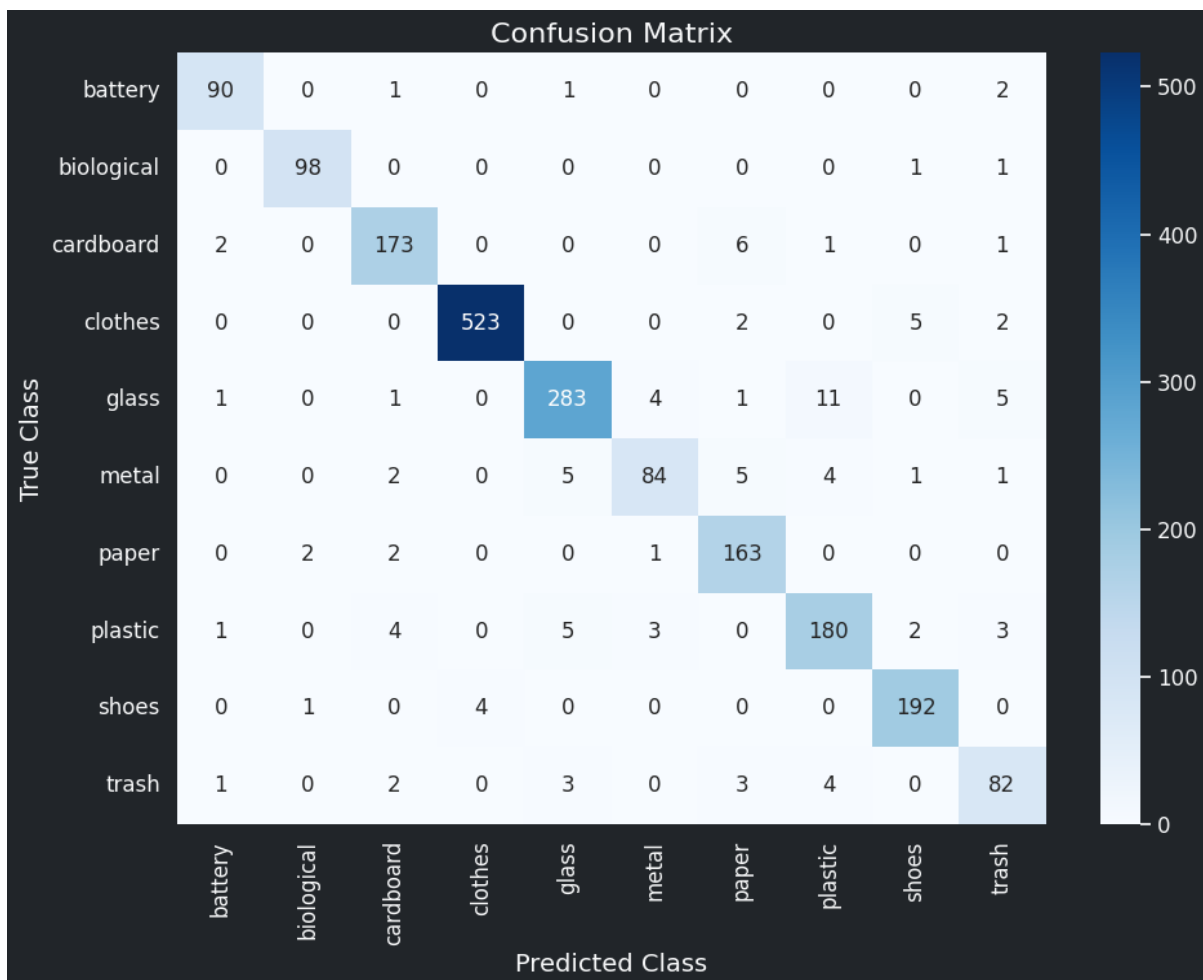 Confusion Matrix
True Class
battery 90 0 1 0 1 0 0 0 0 2
biological 0 98 0 0 0 0 0 0 1 1
cardboard 2 0 173 0 0 0 6 1 0 1
clothes 0 0 0 523 0 0 2 0 5 2
glass 1 0 1 0 283 4 1 11 0 5
metal 0 0 2 0 5 84 5 4 1 1
paper 0 2 2 0 0 1 163 0 0 0
plastic 1 0 4 0 5 3 0 180 2 3
shoes 0 1 0 4 0 0 0 0 192 0
trash 1 0 2 0 3 0 3 4 0 82
battery biological cardboard clothes glass metal paper plastic shoes trash
Predicted Class
500
400
300
200
100
0